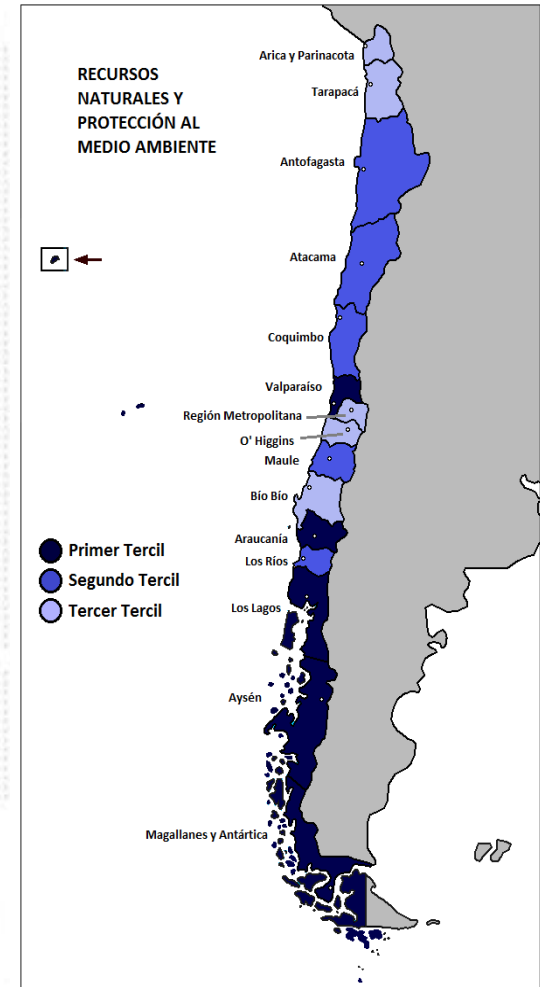 RECURSOS
NATURALES Y
PROTECCIÓN AL
MEDIO AMBIENTE
Arica y Parinacota
Tarapacá
Antofagasta
Atacama
Coquimbo
Valparaíso
Región Metropolitana
O' Higgins
Maule
Bío Bío
Araucanía
Los Ríos
Los Lagos
Aysén
Magallanes y Antártica
Primer Tercil
Segundo Tercil
Tercer Tercil